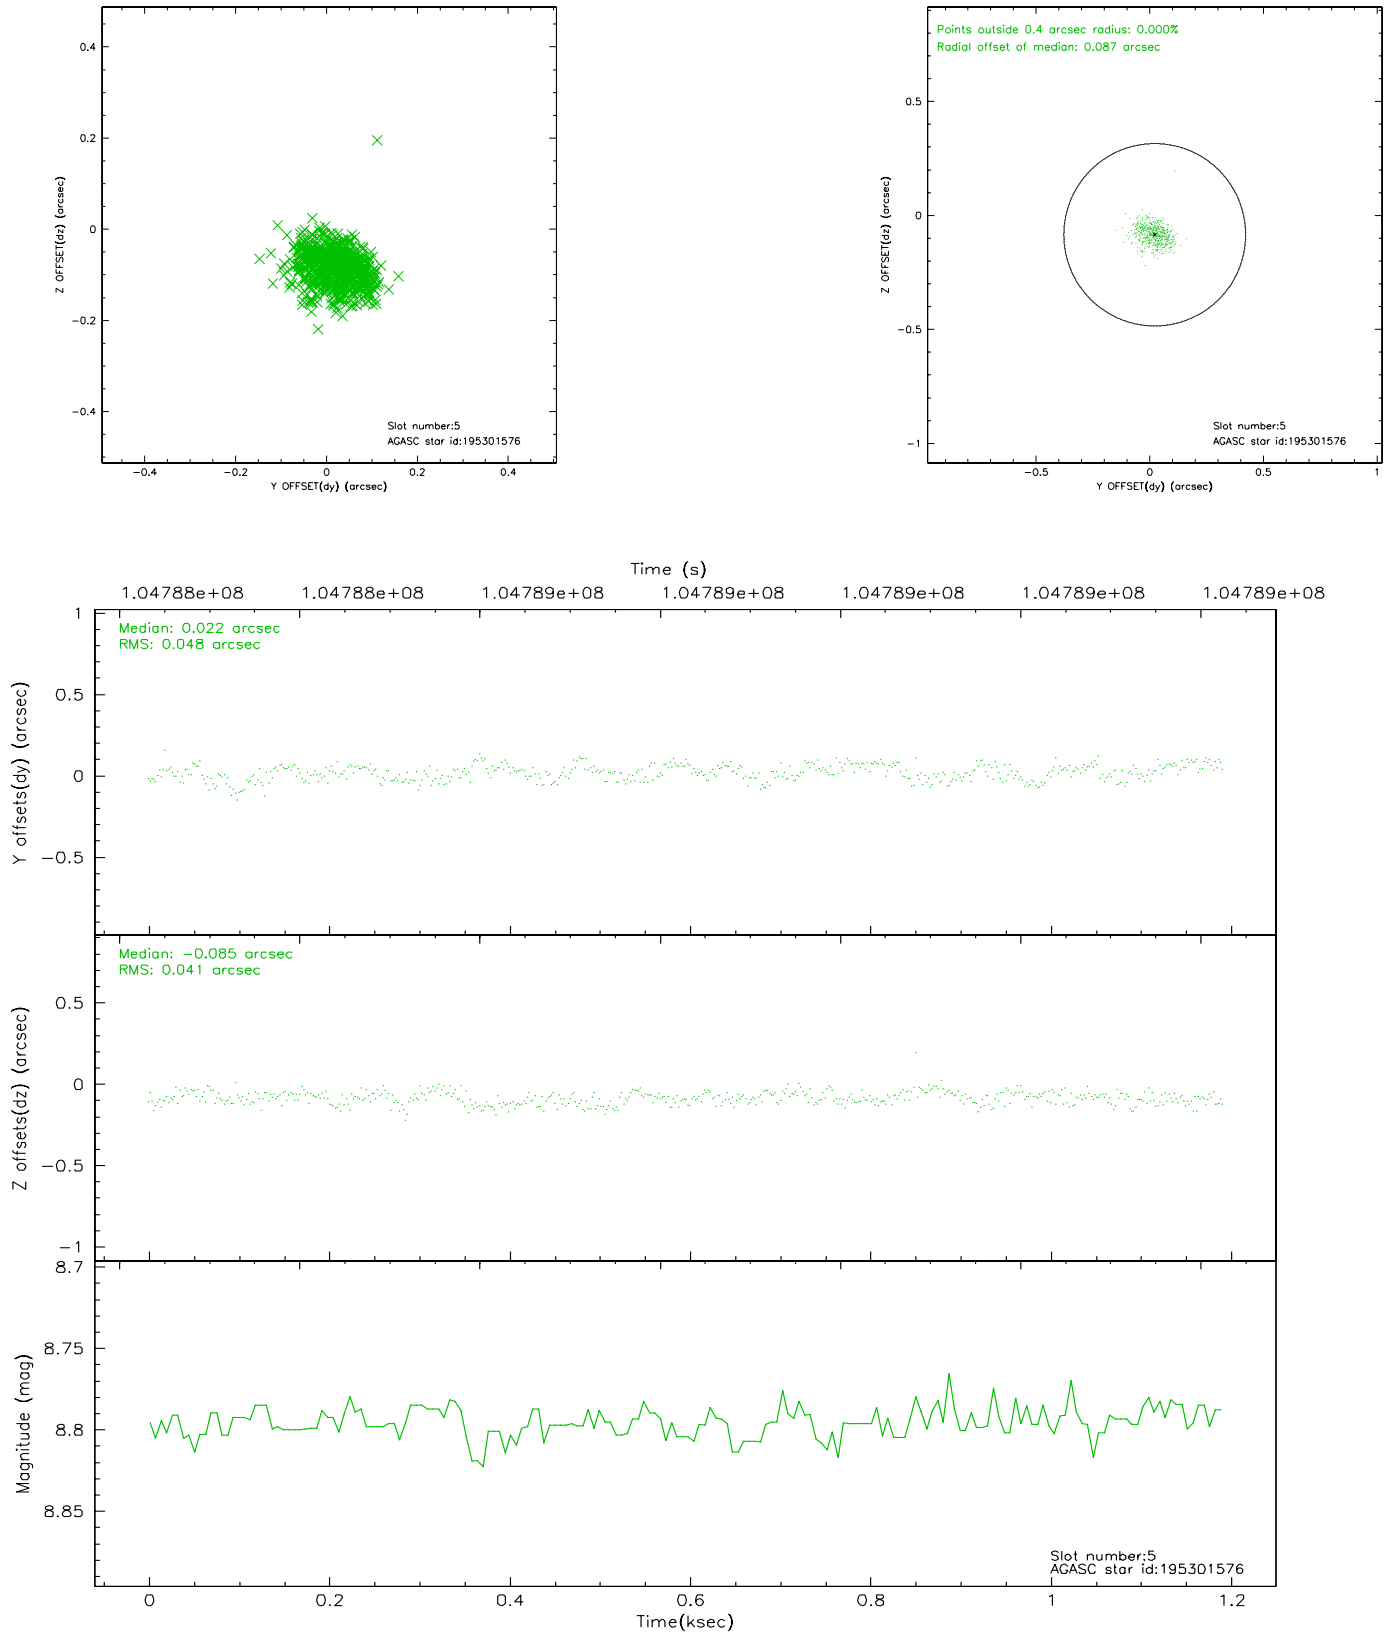 0.4
0.2
0
−0.2
−0.4
Z OFFSET(dz) (arcsec)
Slot number:5
AGASC star id:195301576
−0.4 −0.2 0 0.2 0.4
Y OFFSET(dy) (arcsec)
Points outside 0.4 arcsec radius: 0.000%
Radial offset of median: 0.087 arcsec
0.5
0
−0.5
−1
Z OFFSET(dz) (arcsec)
Slot number:5
AGASC star id:195301576
−0.5 0 0.5 1
Y OFFSET(dy) (arcsec)
Time (s)
1.04788e+08 1.04788e+08 1.04789e+08 1.04789e+08 1.04789e+08 1.04789e+08 1.04789e+08
Median: 0.022 arcsec
RMS: 0.048 arcsec
1
0.5
0
−0.5
Y offsets(dy) (arcsec)
Median: −0.085 arcsec
RMS: 0.041 arcsec
0.5
0
−0.5
−1
Z offsets(dz) (arcsec)
8.7
8.75
8.8
8.85
Magnitude (mag)
Slot number:5
AGASC star id:195301576
0 0.2 0.4 0.6 0.8 1 1.2
Time(ksec)